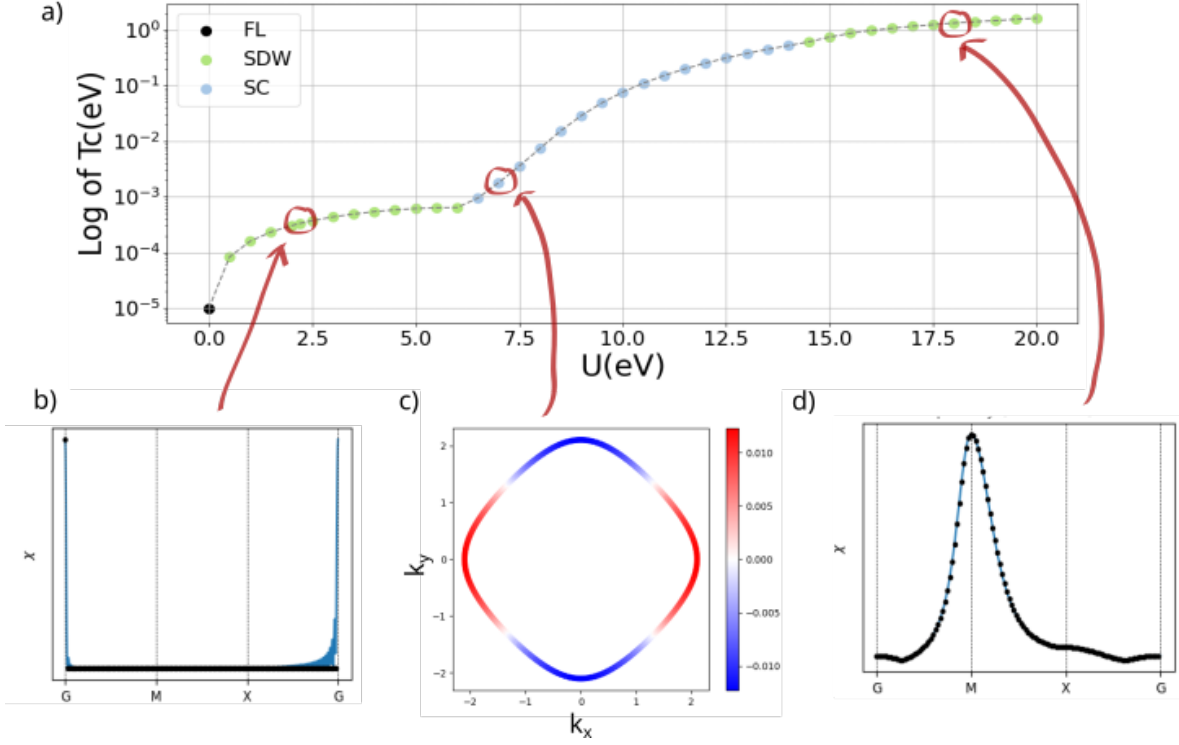 a)
Log of Tc(eV)
10⁰
10⁻¹
10⁻²
10⁻³
10⁻⁴
10⁻⁵
FL
SDW
SC
0.0 2.5 5.0 7.5 10.0 12.5 15.0 17.5 20.0
U(eV)
b)
χ
G M X G
c)
k_y
2
1
0
−1
−2
−2 −1 0 1 2
k_x
0.010
0.005
0.000
−0.005
−0.010
d)
χ
G M X G